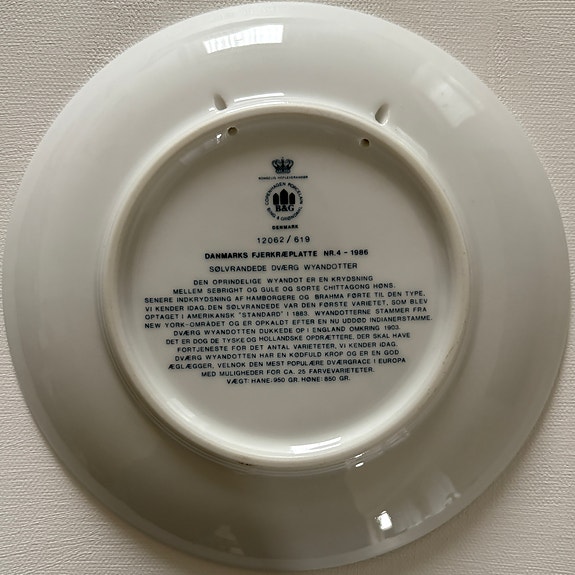 KONGELIG HOFLEVERANDØR
COPENHAGEN PORCELAIN
B&G
BING & GRØNDAHL
DENMARK
12062/619
DANMARKS FJERKRÆPLATTE NR.4 - 1986
SØLVRANDEDE DVÆRG WYANDOTTER
DEN OPRINDELIGE WYANDOT ER EN KRYDSNING
MELLEM SEBRIGHT OG GULE OG SORTE CHITTAGONG HØNS.
SENERE INDKRYDSNING AF HAMBORGERE OG BRAHMA FØRTE TIL DEN TYPE,
VI KENDER IDAG. DEN SØLVRANDEDE VAR DEN FØRSTE VARIETET, SOM BLEV
OPTAGET I AMERIKANSK "STANDARD" I 1883. WYANDOTTERNE STAMMER FRA
NEW YORK-OMRÅDET OG ER OPKALDT EFTER EN NU UDDØD INDIANERSTAMME.
DVÆRG WYANDOTTEN DUKKEDE OP I ENGLAND OMKRING 1903.
DET ER DOG DE TYSKE OG HOLLANDSKE OPDRÆTTERE, DER SKAL HAVE
FORTJENESTE FOR DET ANTAL VARIETETER, VI KENDER IDAG.
DVÆRG WYANDOTTEN HAR EN KØDFULD KROP OG ER EN GOD
ÆGLÆGGER, VELNOK DEN MEST POPULÆRE DVÆRGRACE I EUROPA
MED MULIGHEDER FOR CA. 25 FARVEVARIETETER.
VÆGT: HANE: 950 GR. HØNE: 850 GR.